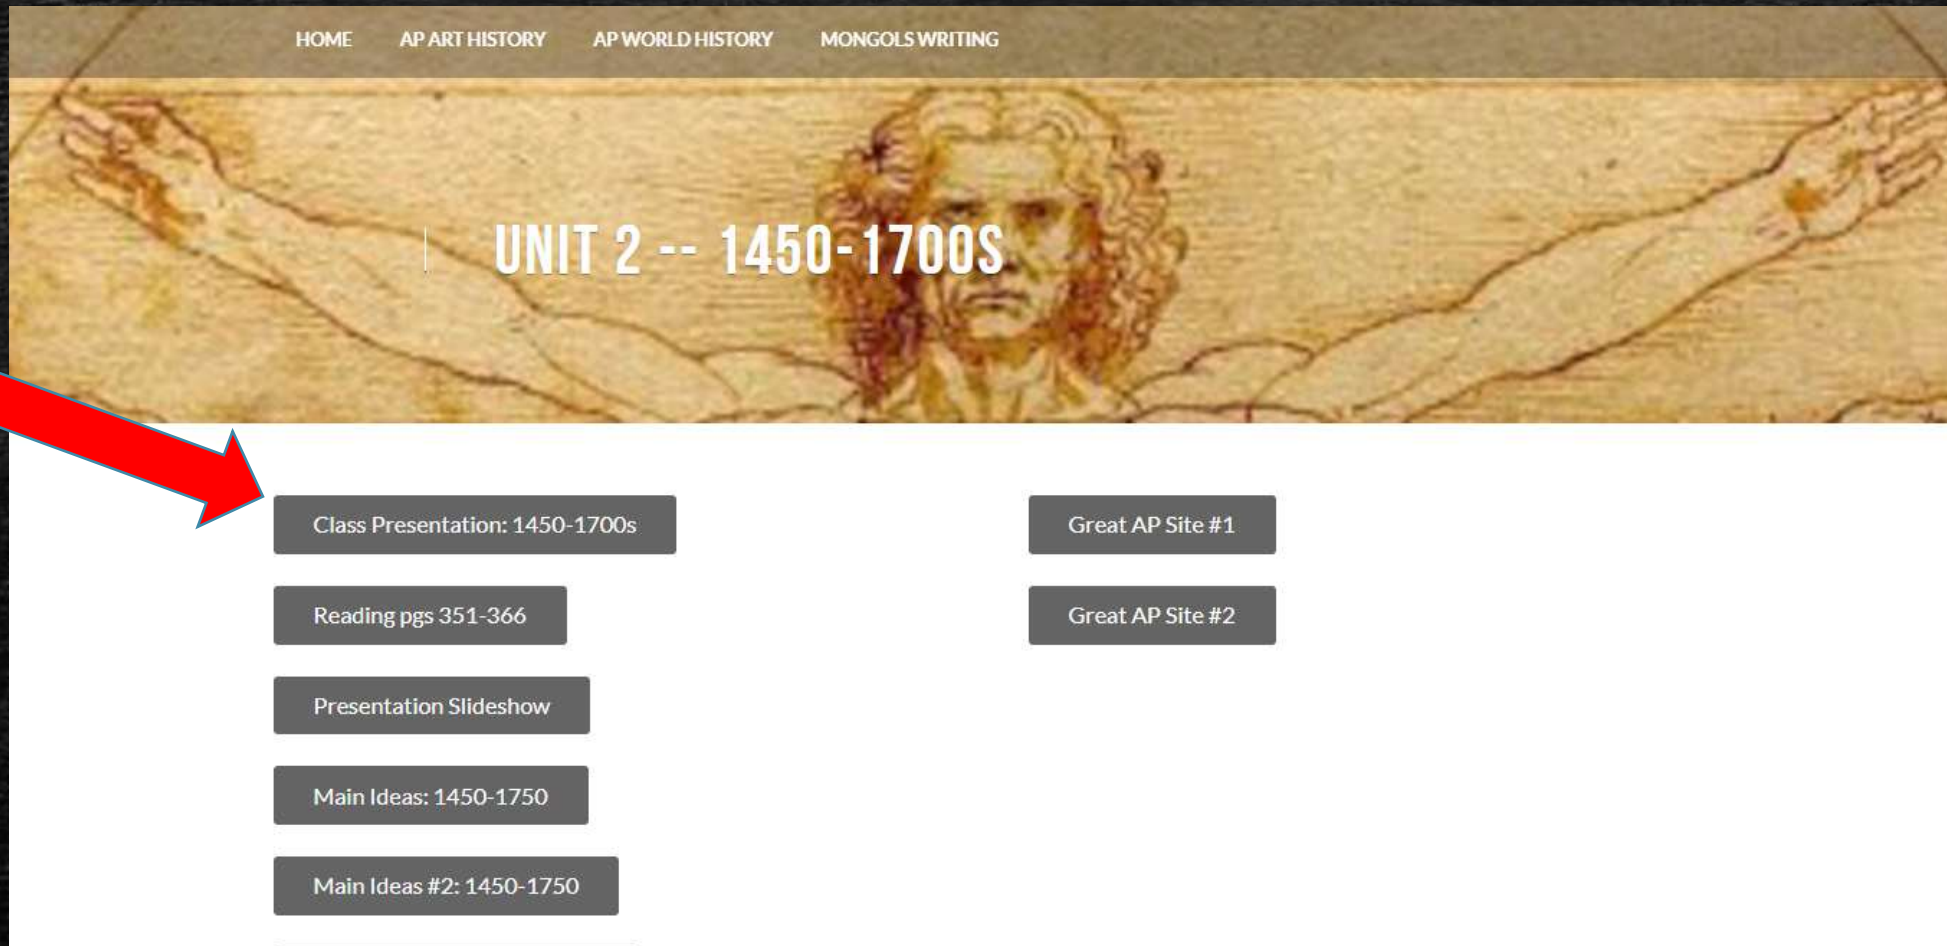 HOME AP ART HISTORY AP WORLD HISTORY MONGOLS WRITING
UNIT 2 -- 1450-1700S
Class Presentation: 1450-1700s
Reading pgs 351-366
Presentation Slideshow
Main Ideas: 1450-1750
Main Ideas #2: 1450-1750
Great AP Site #1
Great AP Site #2